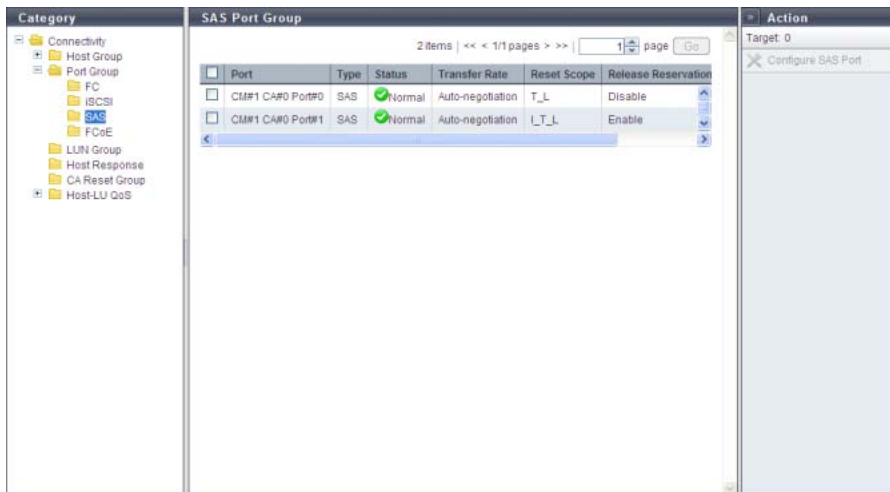 Category
Connectivity
Host Group
Port Group
FC
iSCSI
SAS
FCoE
LUN Group
Host Response
CA Reset Group
Host-LU QoS
SAS Port Group
2 items | << < 1/1 pages > >> | 1 page Go
Port Type Status Transfer Rate Reset Scope Release Reservation
CM#1 CA#0 Port#0 SAS Normal Auto-negotiation T_L Disable
CM#1 CA#0 Port#1 SAS Normal Auto-negotiation I_T_L Enable
» Action
Target: 0
Configure SAS Port